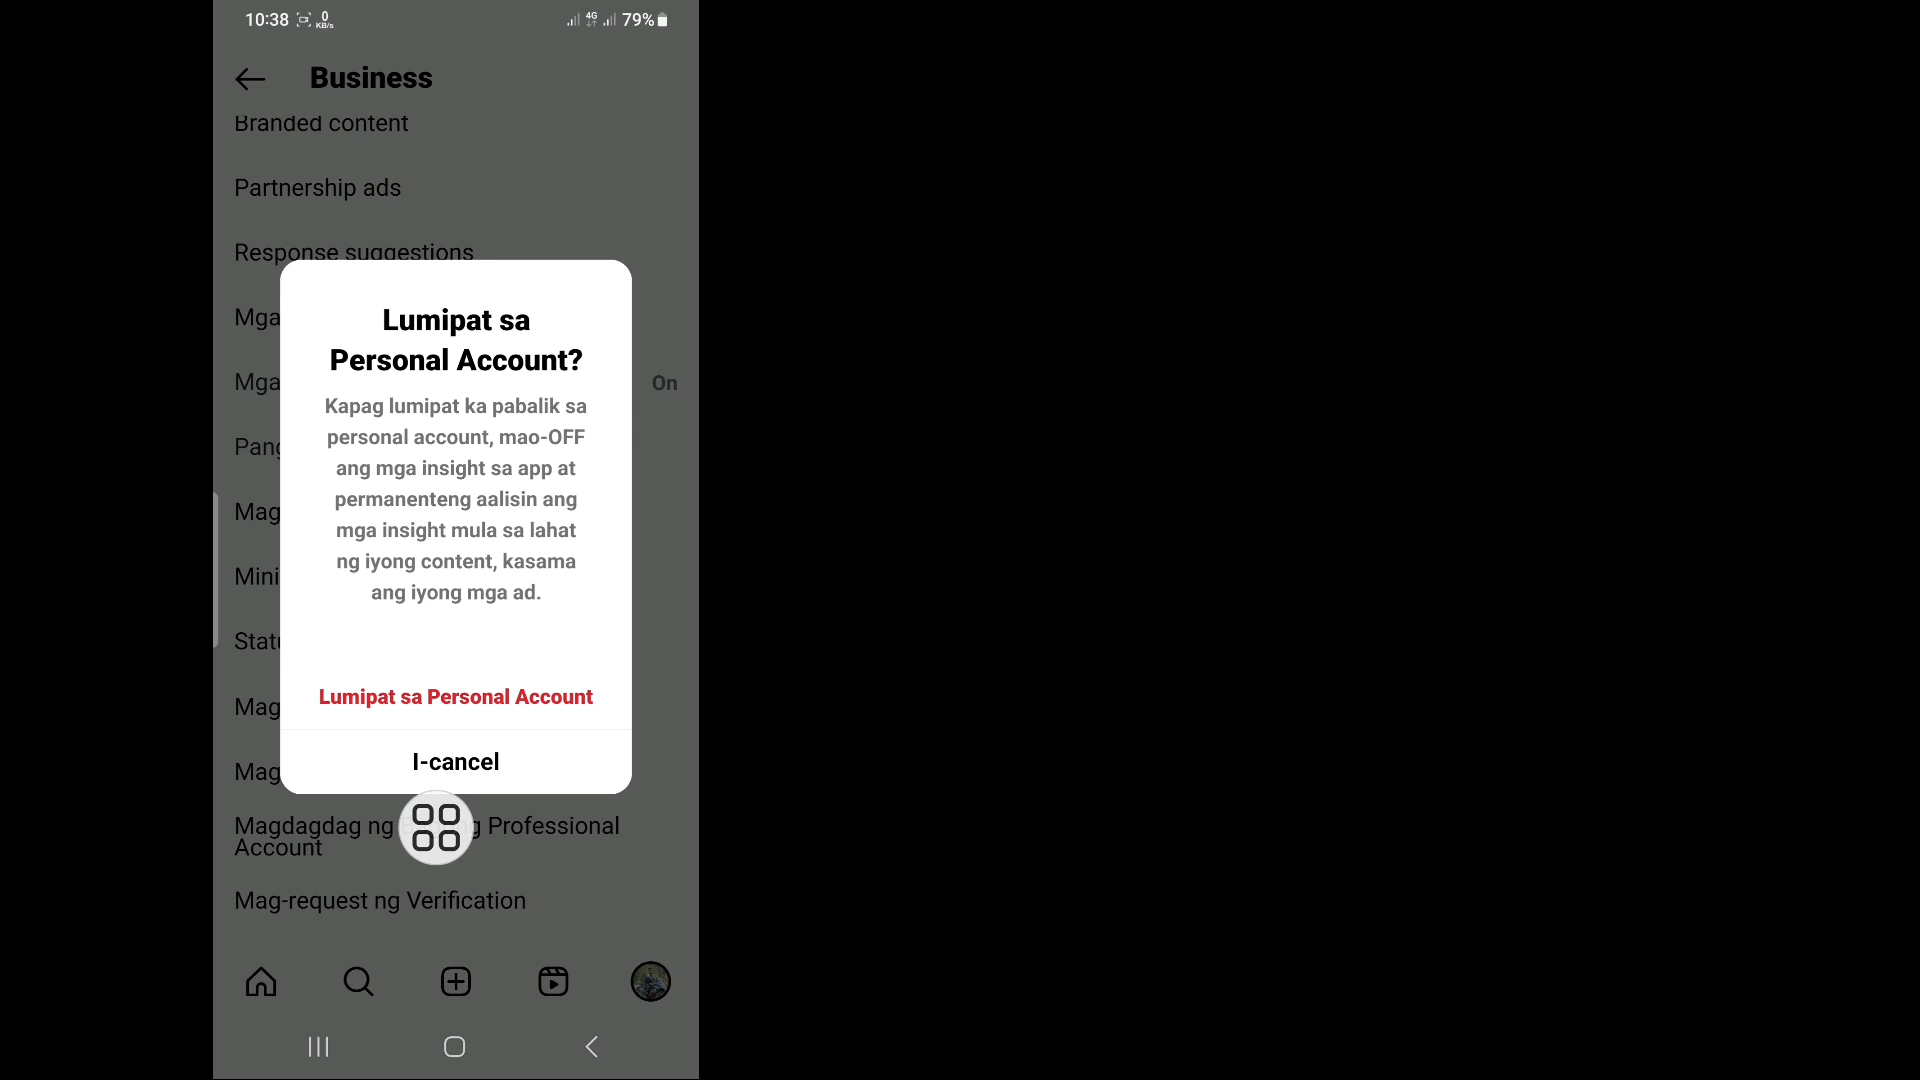 10:38 0 KB/s 4G 79%
Business
Branded content
Partnership ads
Response suggestions
Lumipat sa
Personal Account?
Kapag lumipat ka pabalik sa
personal account, mao-OFF
ang mga insight sa app at
permanenteng aalisin ang
mga insight mula sa lahat
ng iyong content, kasama
ang iyong mga ad.
Lumipat sa Personal Account
I-cancel
Mga
Mga On
Mag
Mini
Mag
Mag
Magdagdag ng Professional
Account
Mag-request ng Verification